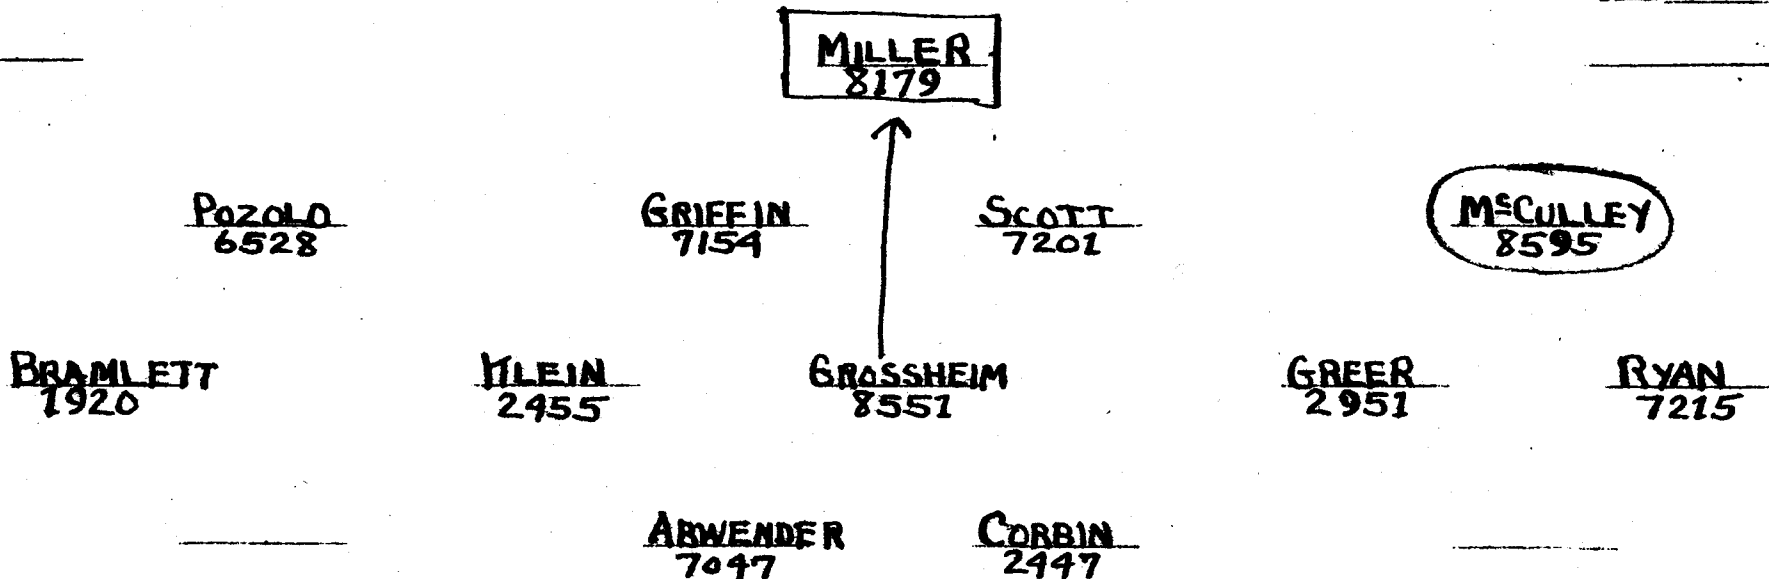 MILLER
8179
POZOLO GRIFFIN SCOTT McCULLEY
6528 7154 7201 8595
BRAMLETT KLEIN GROSSHEIM GREER RYAN
1920 2455 8551 2951 7215
ABWENDER CORBIN
7047 2447